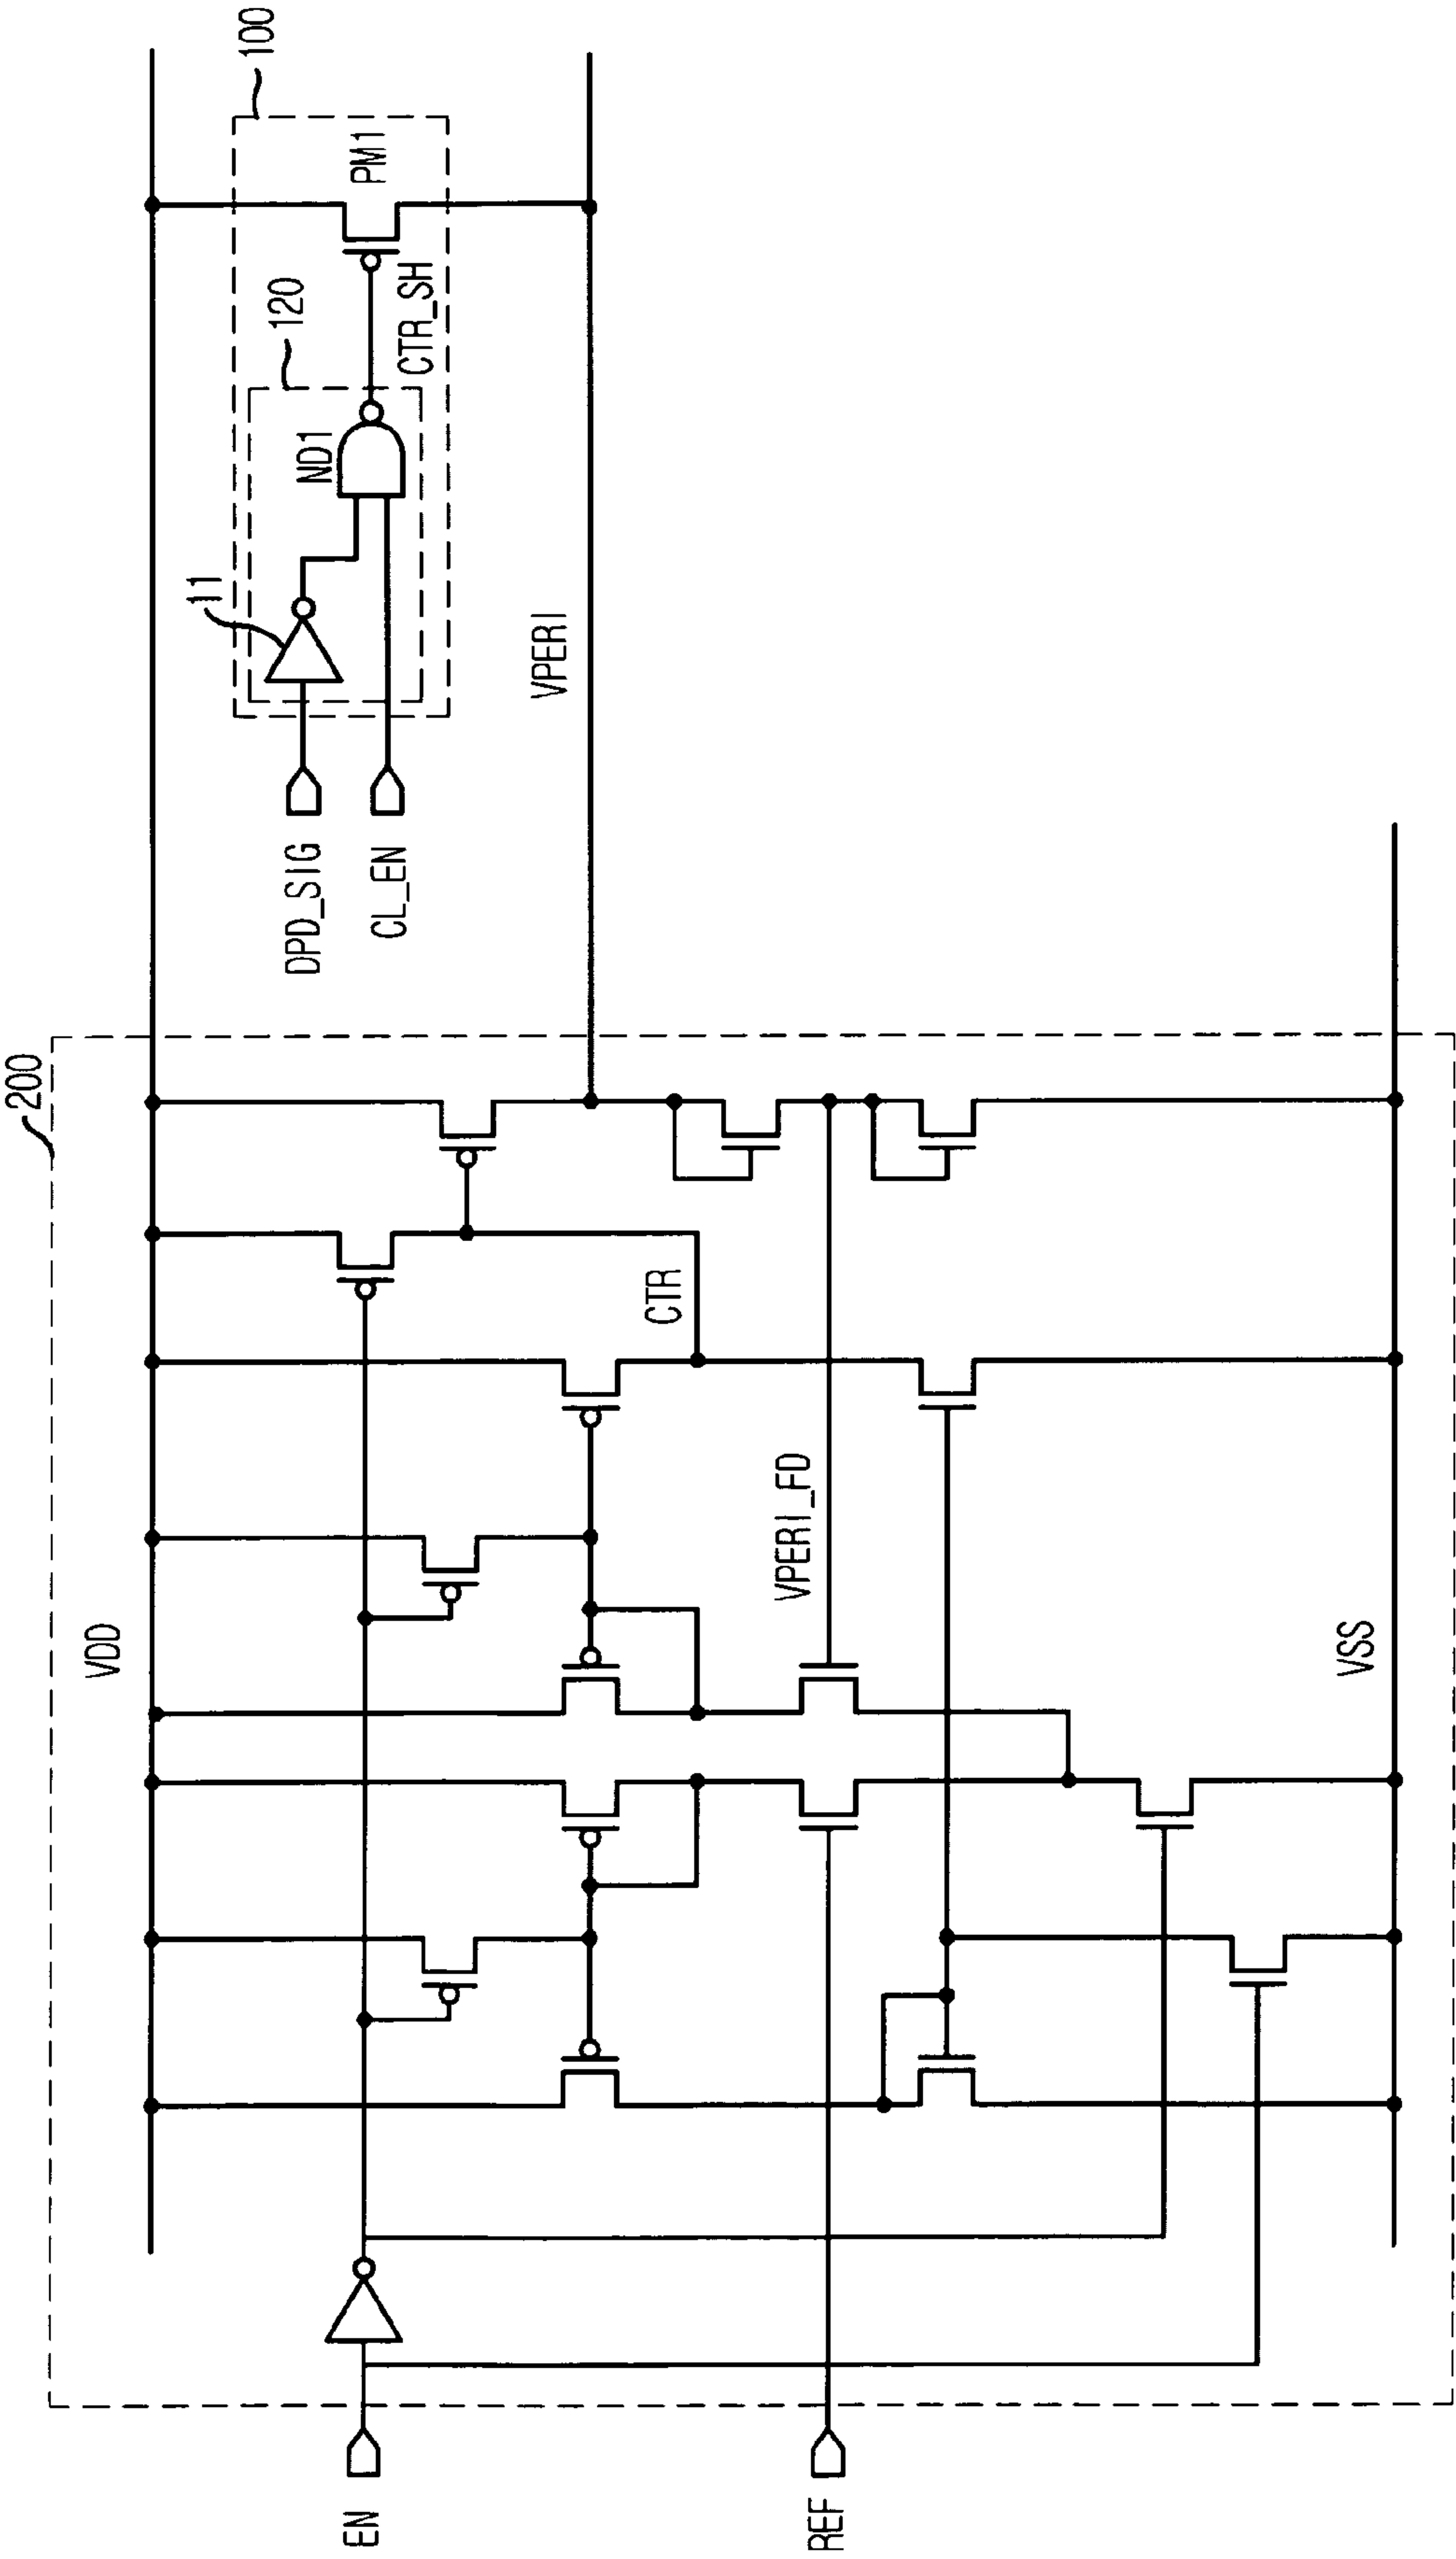 200
VDD
DPD_SIG
CL_EN
11
ND1
120
CTR_SH
PM1
100
EN
CTR
VPERI
VPERI_FD
REF
VSS